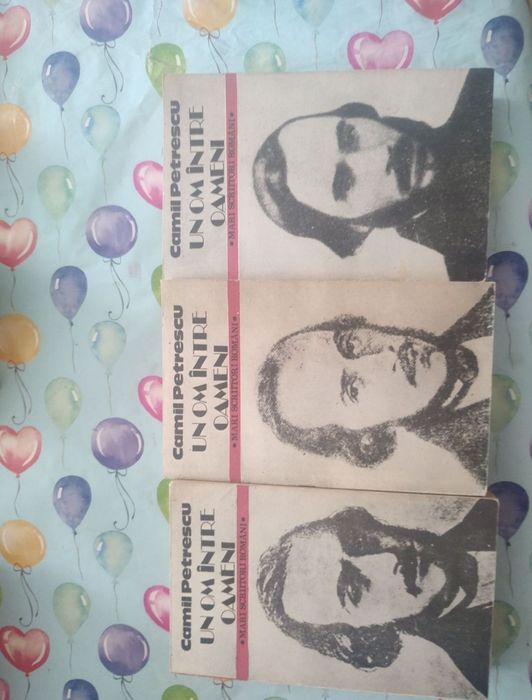 Camil Petrescu
UN OM ÎNTRE
OAMENI
• MARI SCRIITORI ROMÂNI •
Camil Petrescu
UN OM ÎNTRE
OAMENI
• MARI SCRIITORI ROMÂNI •
Camil Petrescu
UN OM ÎNTRE
OAMENI
• MARI SCRIITORI ROMÂNI •